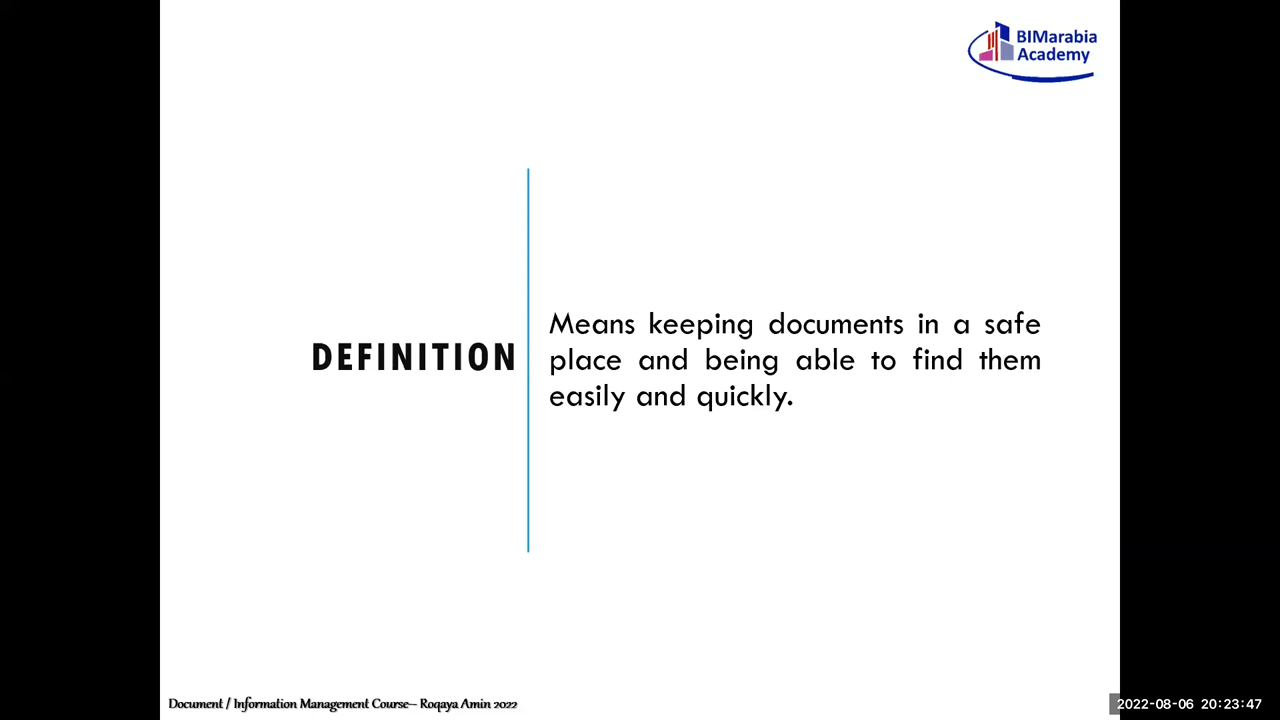 BIMarabia
Academy
DEFINITION
Means keeping documents in a safe
place and being able to find them
easily and quickly.
Document / Information Management Course– Roqaya Amin 2022
2022-08-06 20:23:47